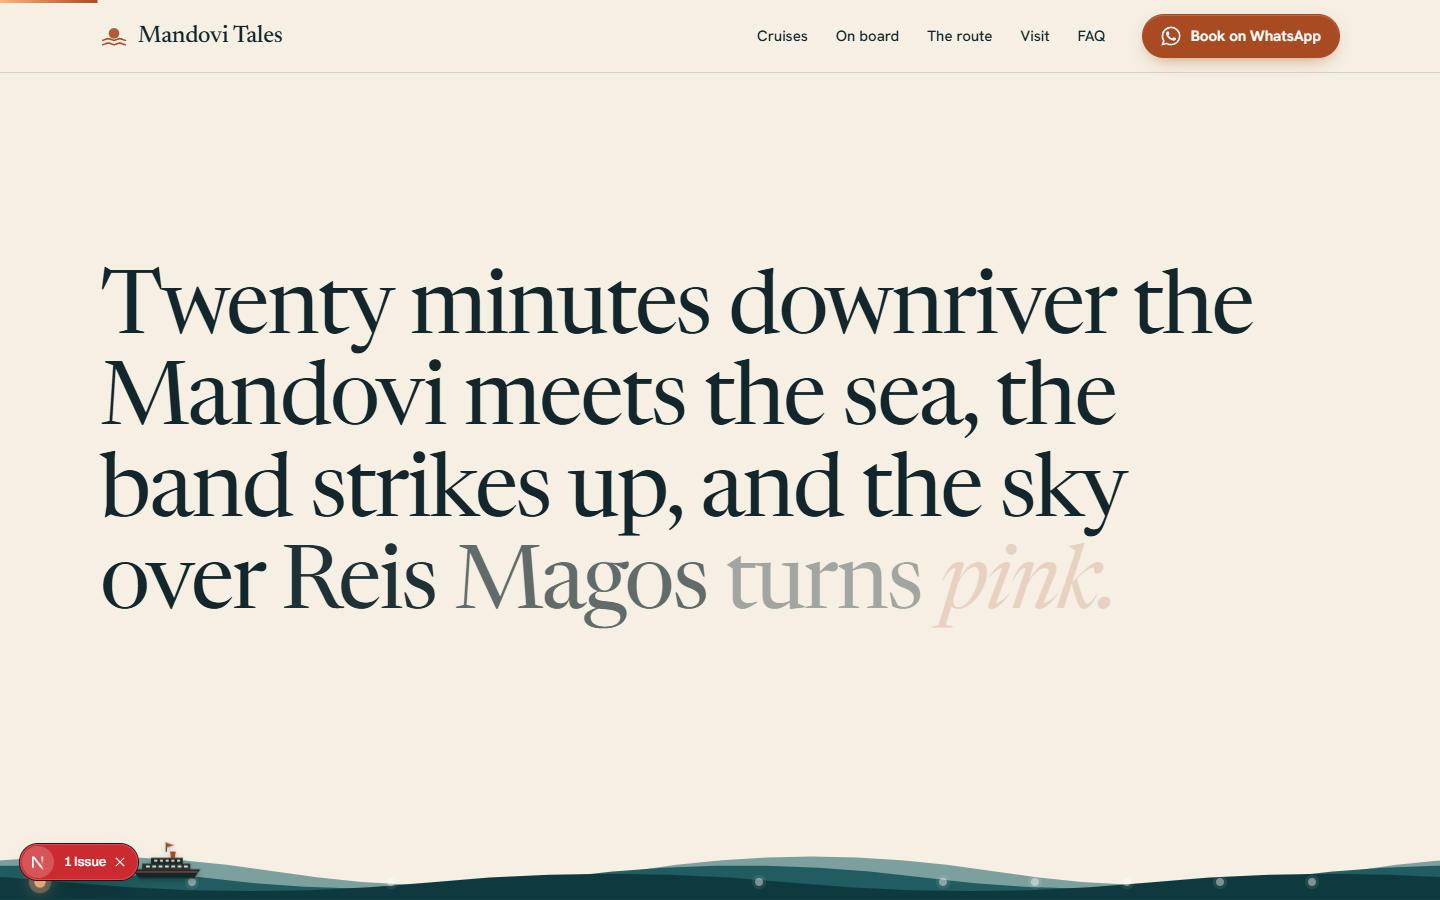 Mandovi Tales
Cruises
On board
The route
Visit
FAQ
Book on WhatsApp
Twenty minutes downriver the
Mandovi meets the sea, the
band strikes up, and the sky
over Reis Magos turns pink.
N
1 Issue